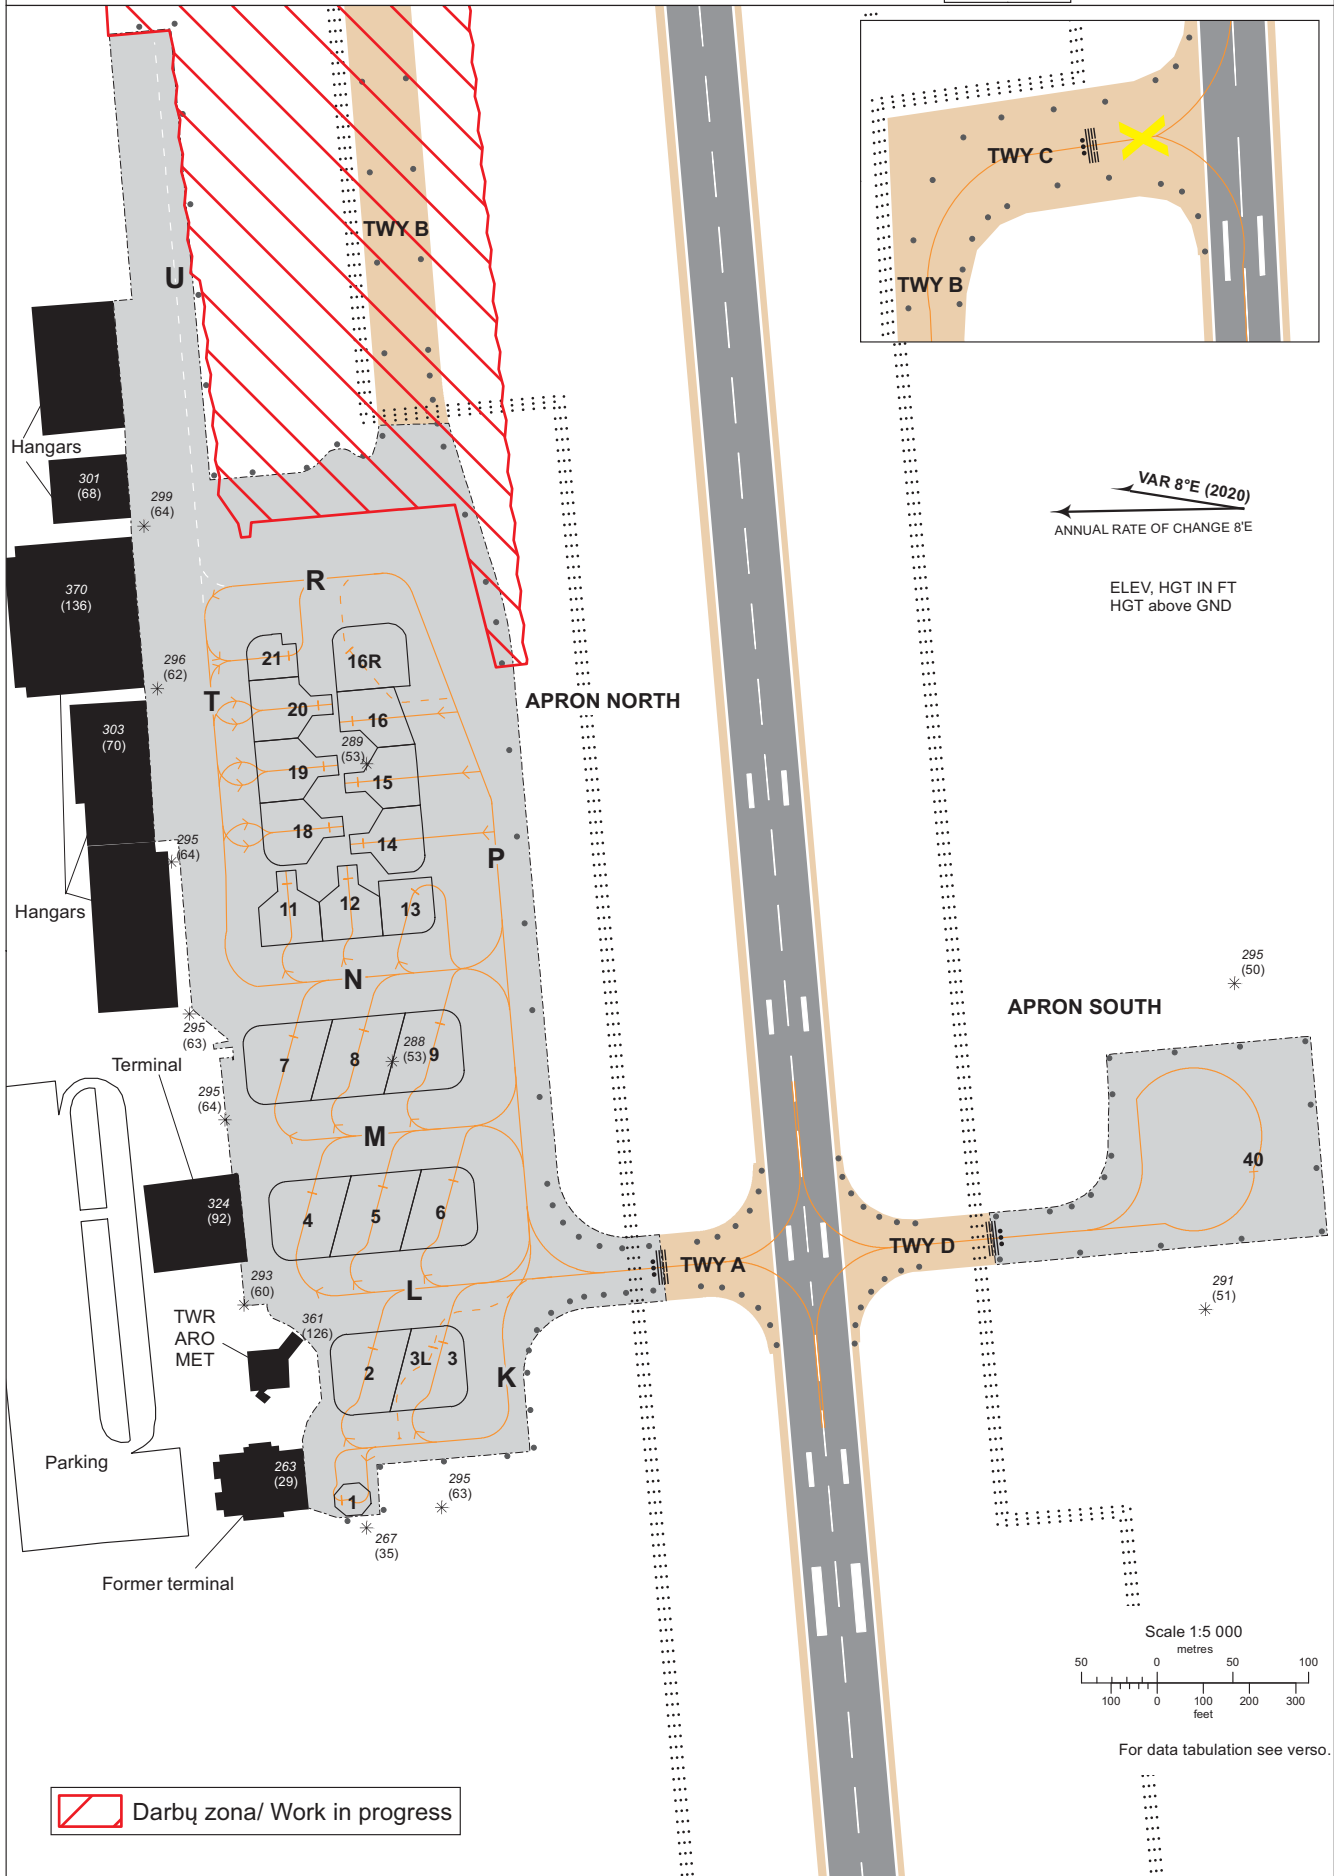 TWY C
TWY B
TWY B
U
Hangars
301
(68)
299
(64)
VAR 8°E (2020)
ANNUAL RATE OF CHANGE 8'E
ELEV, HGT IN FT
HGT above GND
370
(136)
R
21
16R
296
(62)
T
APRON NORTH
20
16
303
(70)
289
(53)
19
15
18
14
295
(64)
P
Hangars
11
12
13
N
295
(50)
APRON SOUTH
295
(63)
Terminal
7
8
288
(53)
9
295
(64)
M
40
324
(92)
4
5
6
TWY A
TWY D
293
(60)
L
291
(51)
TWR
ARO
MET
361
(126)
2
3L
3
K
Parking
263
(29)
295
(63)
1
267
(35)
Former terminal
Scale 1:5 000
metres
50 0 50 100
100 0 100 200 300
feet
For data tabulation see verso.
Darbų zona/ Work in progress